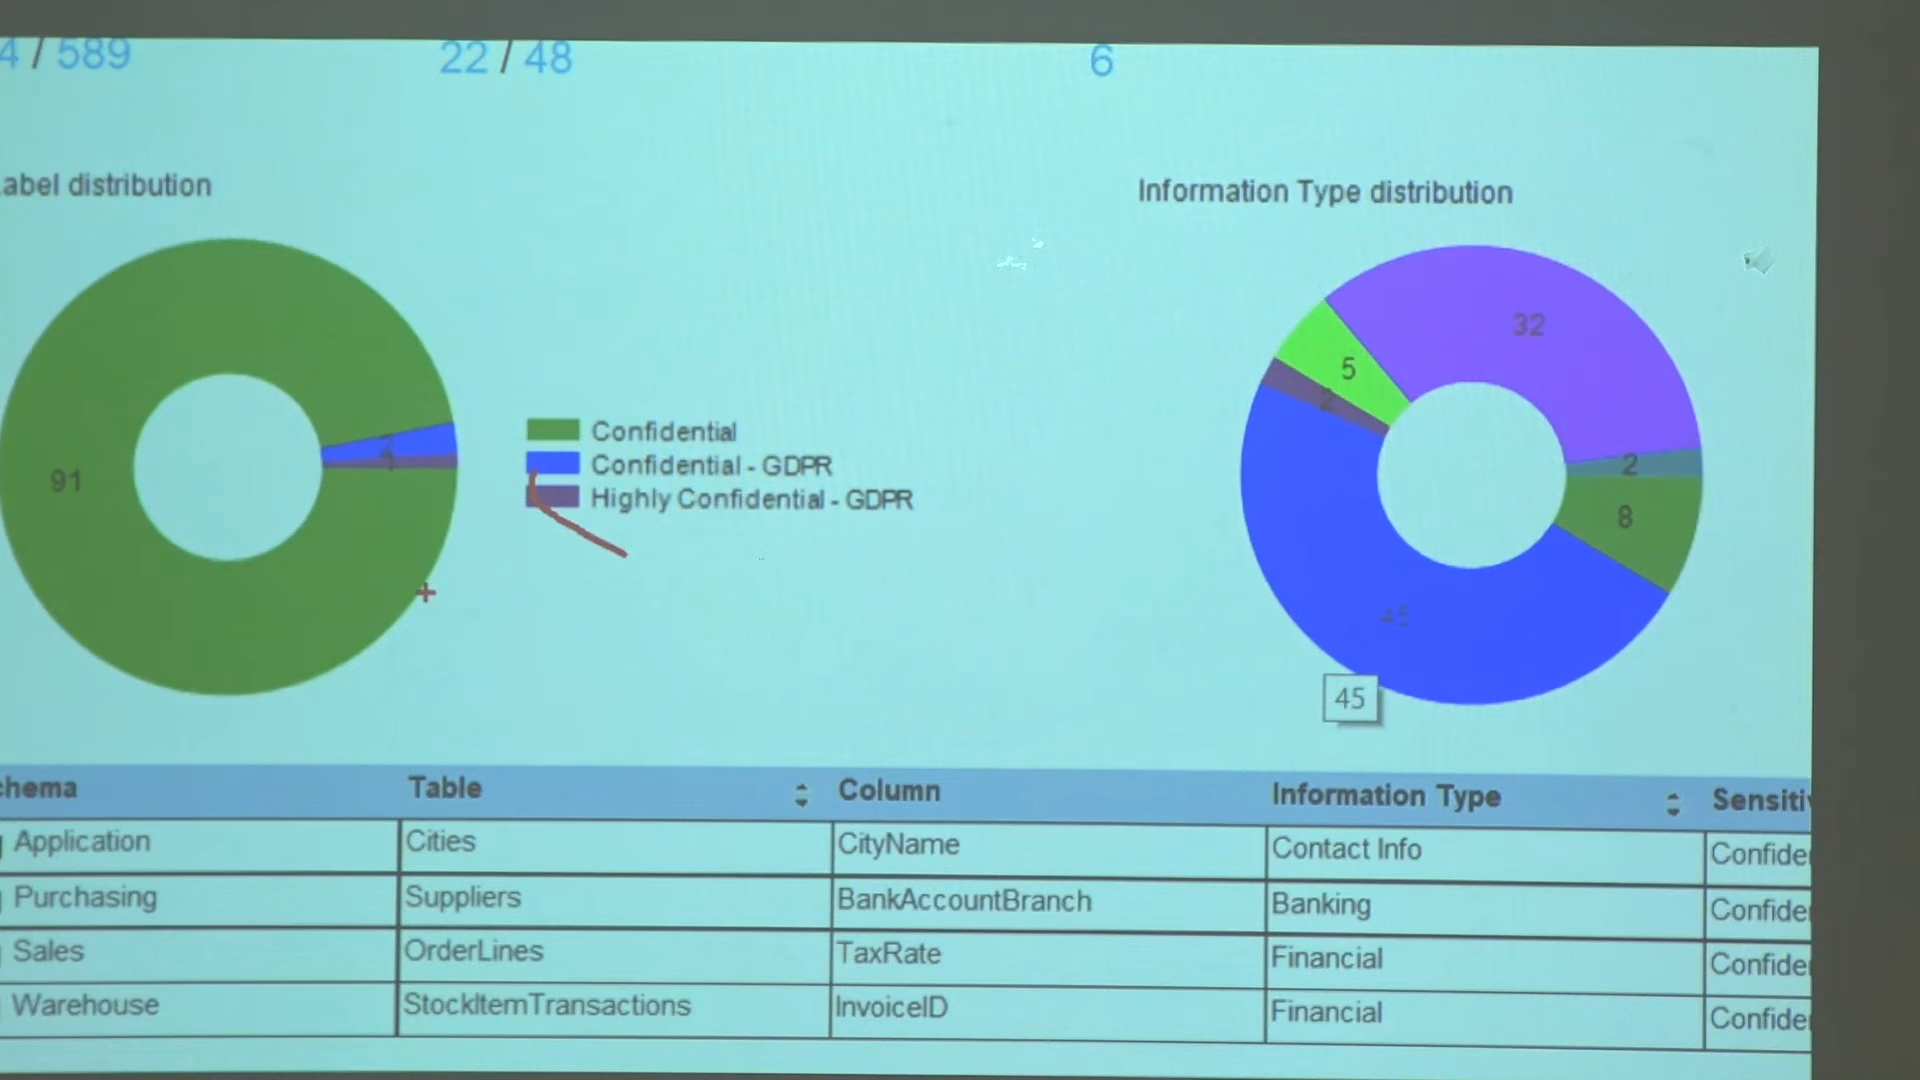 4 / 589
22 / 48
6
abel distribution
Information Type distribution
91
Confidential
Confidential - GDPR
Highly Confidential - GDPR
32
5
2
2
8
45
45
chema
Table
Column
Information Type
Sensiti
Application
Cities
CityName
Contact Info
Confide
Purchasing
Suppliers
BankAccountBranch
Banking
Confide
Sales
OrderLines
TaxRate
Financial
Confide
Warehouse
StockItemTransactions
InvoiceID
Financial
Confide